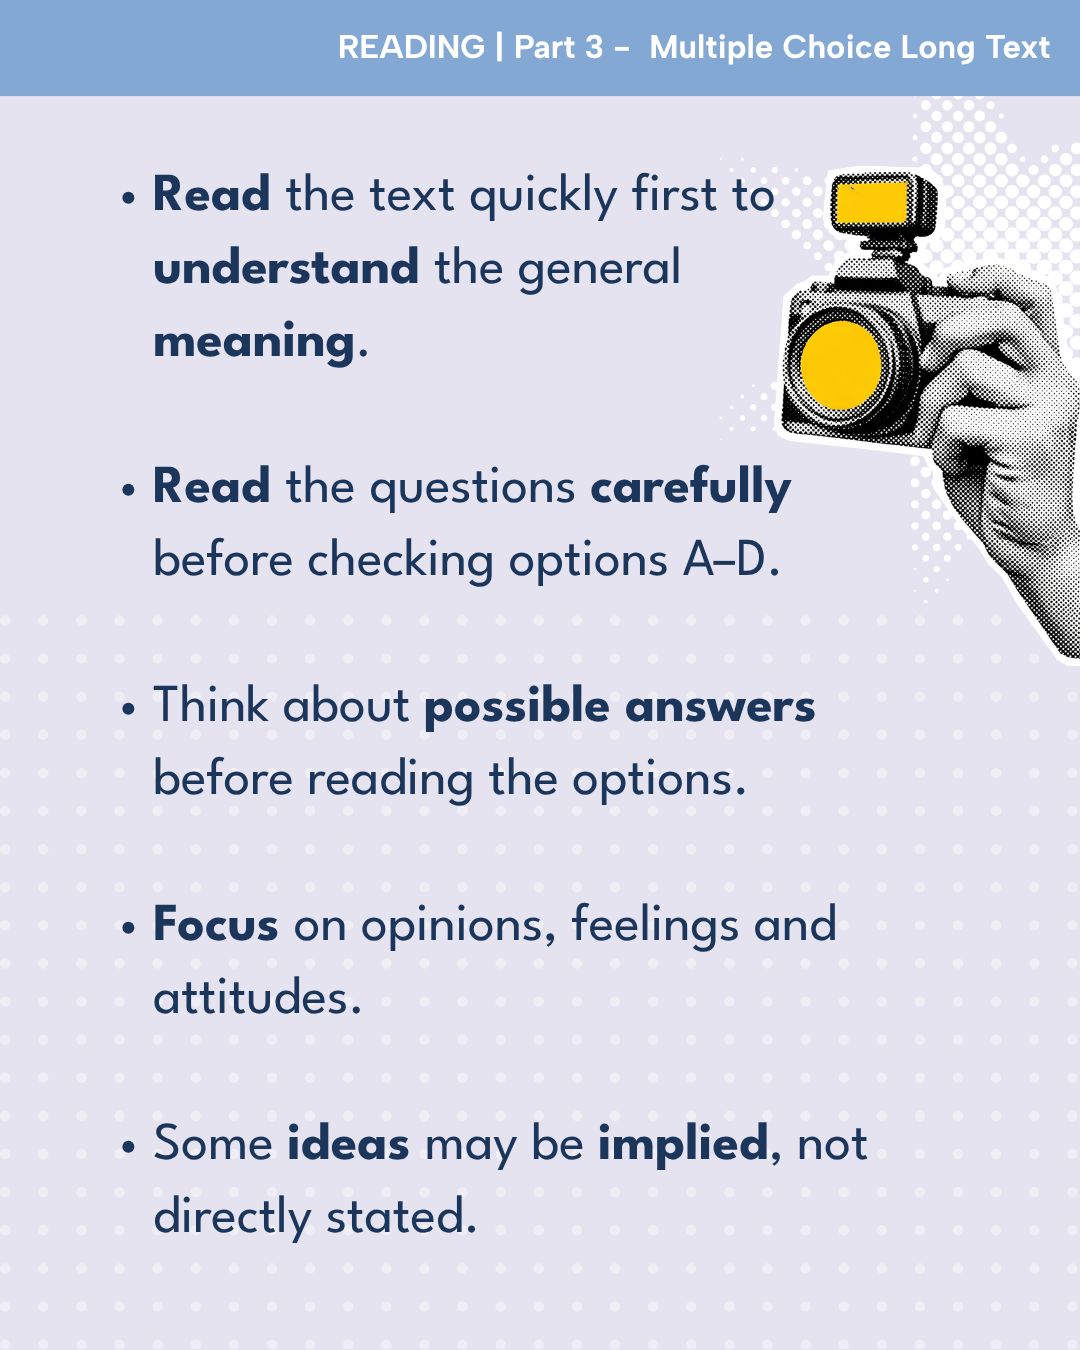 READING | Part 3 – Multiple Choice Long Text
• Read the text quickly first to
understand the general
meaning.
• Read the questions carefully
before checking options A–D.
• Think about possible answers
before reading the options.
• Focus on opinions, feelings and
attitudes.
• Some ideas may be implied, not
directly stated.